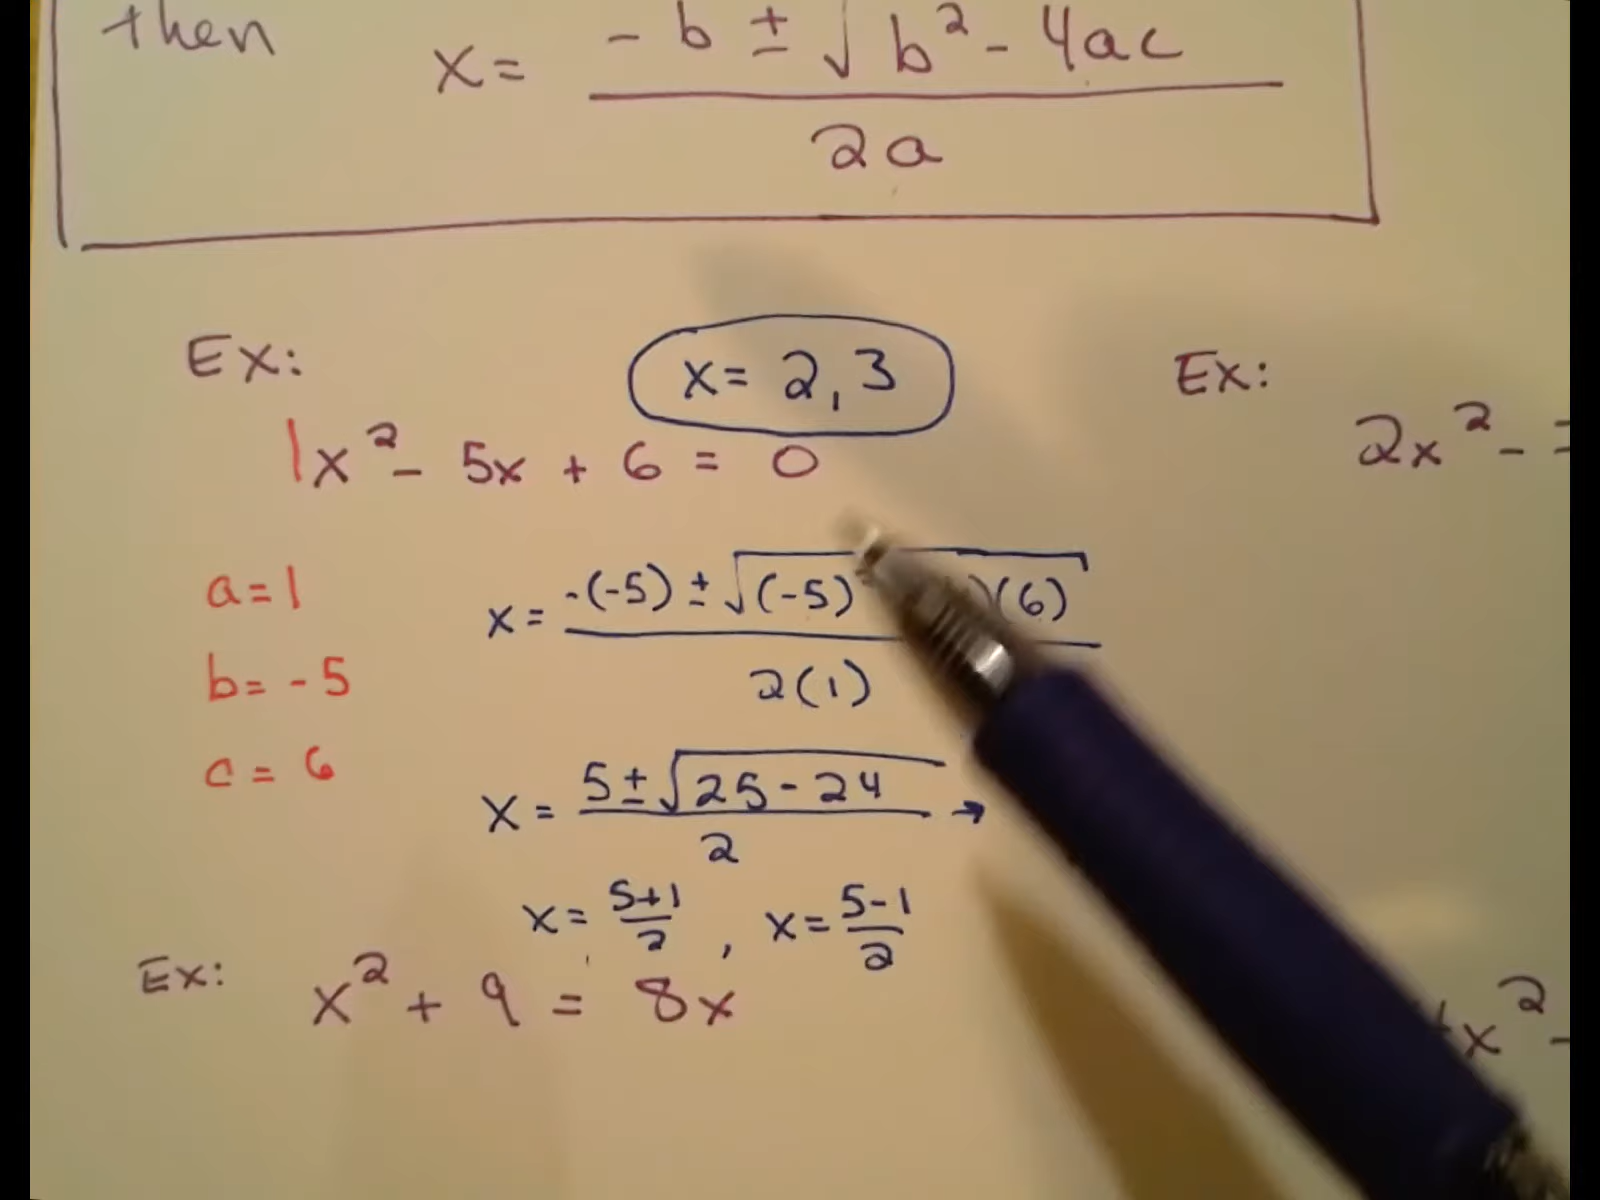 then x = -b ± √b² - 4ac
2a
Ex:
x = 2, 3
1x² - 5x + 6 = 0
a = 1
b = -5
c = 6
x = -(-5) ± √(-5) )(6)
2(1)
x = 5 ± √25 - 24 →
2
x = 5+1
2
, x = 5-1
2
Ex: x² + 9 = 8x
Ex:
2x² -
x² -